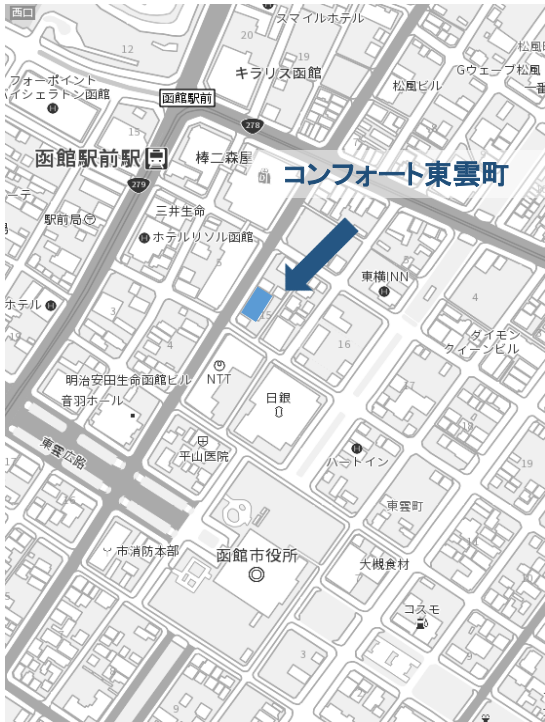 西口
スマイルホテル
12
20
19
松風
キラリス函館
Gウェーブ松風
フォーポイント
イシェラトン函館
松風ビル
一番
函館駅前
278
15
函館駅前駅
棒二森屋
コンフォート東雲町
279
三井生命
駅前局
ホテルリソル函館
5
東横INN
ホテル
4
3
15
4
16
ダイモン
クィーンビル
NTT
明治安田生命函館ビル
日銀
17
音羽ホール
18
東雲広路
平山医院
ハートイン
19
東雲町
市消防本部
函館市役所
大槻食材
コスモ
3
9
9